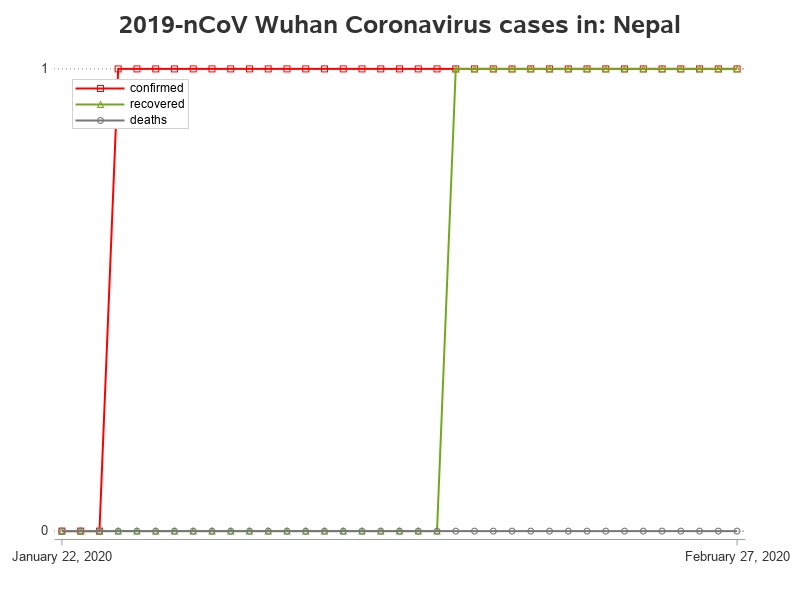 2019-nCoV Wuhan Coronavirus cases in: Nepal
1
confirmed
recovered
deaths
0
January 22, 2020
February 27, 2020